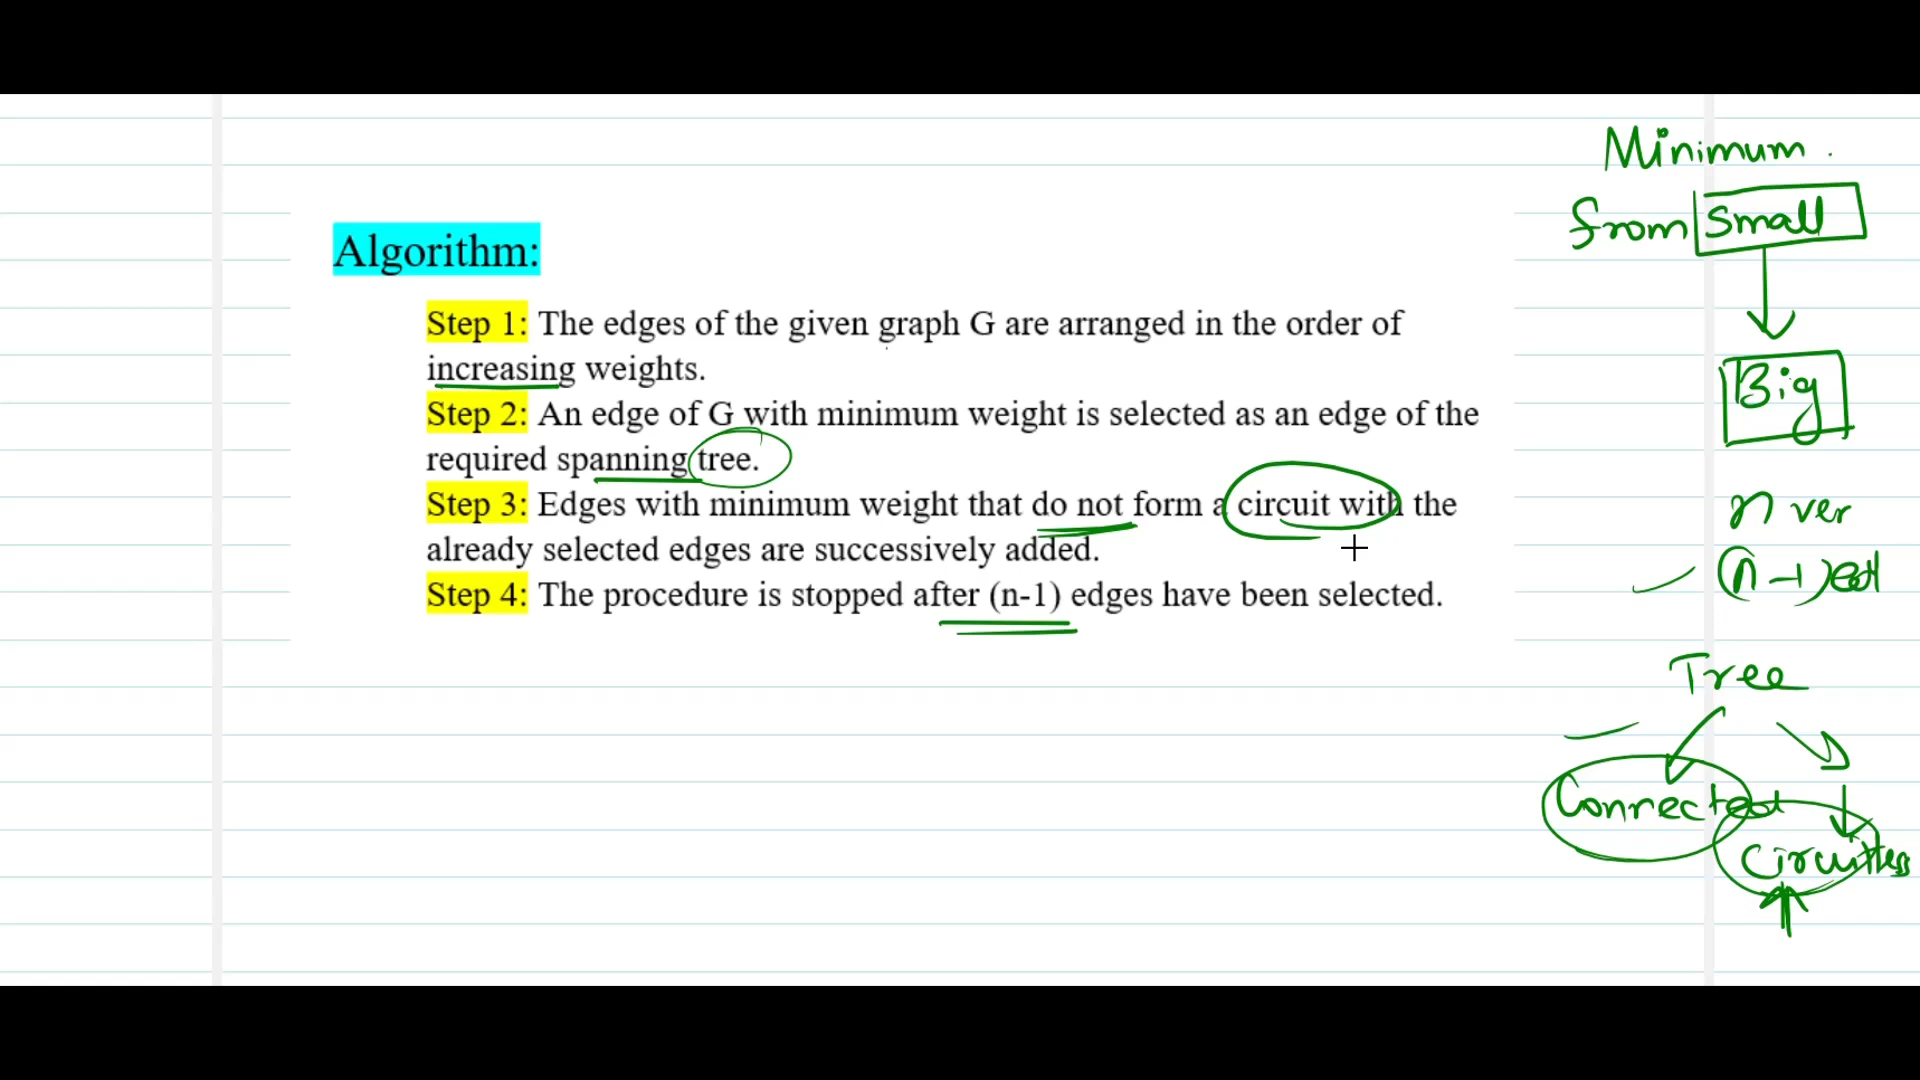 Algorithm:
Step 1: The edges of the given graph G are arranged in the order of
increasing weights.
Step 2: An edge of G with minimum weight is selected as an edge of the
required spanning tree.
Step 3: Edges with minimum weight that do not form a circuit with the
already selected edges are successively added.
Step 4: The procedure is stopped after (n-1) edges have been selected.
Minimum.
from Small
Big
n ver
(n-1)
Tree
Connected
Circuitless